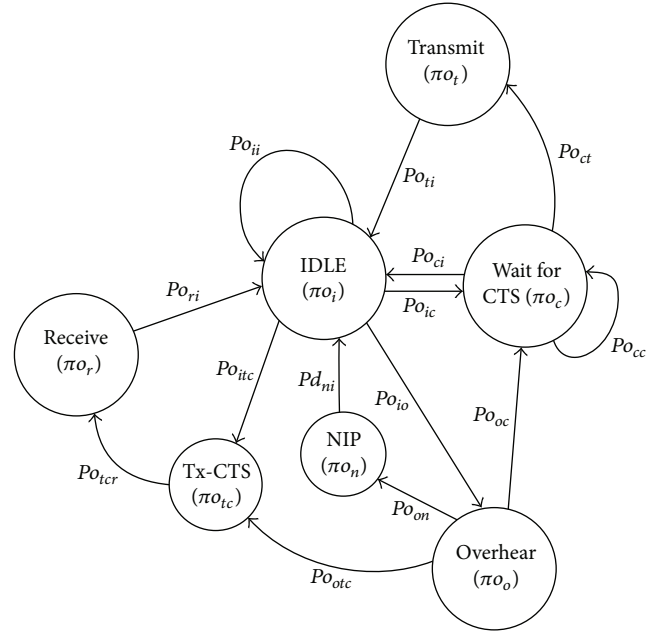 Transmit
(πo_t)
Po_ii
Po_ct
Po_ti
IDLE
(πo_i)
Po_ci
Wait for
CTS (πo_c)
Po_ri
Po_ic
Receive
(πo_r)
Po_itc
Pd_ni
Po_io
Po_cc
Po_oc
NIP
(πo_n)
Tx-CTS
(πo_tc)
Po_tcr
Po_on
Overhear
(πo_o)
Po_otc